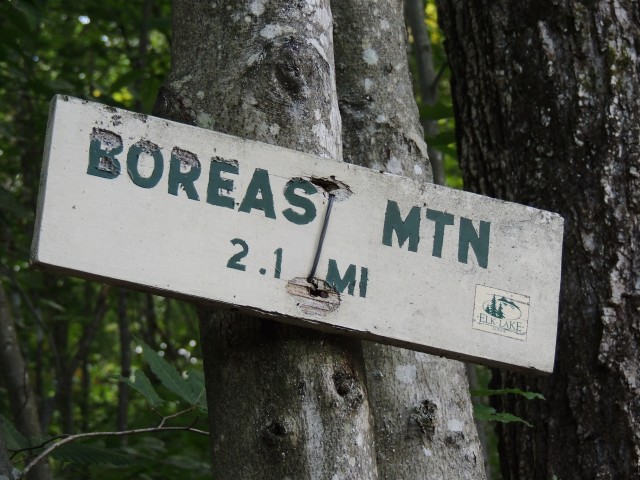 BOREAS MTN
2.1 MI
ELK LAKE